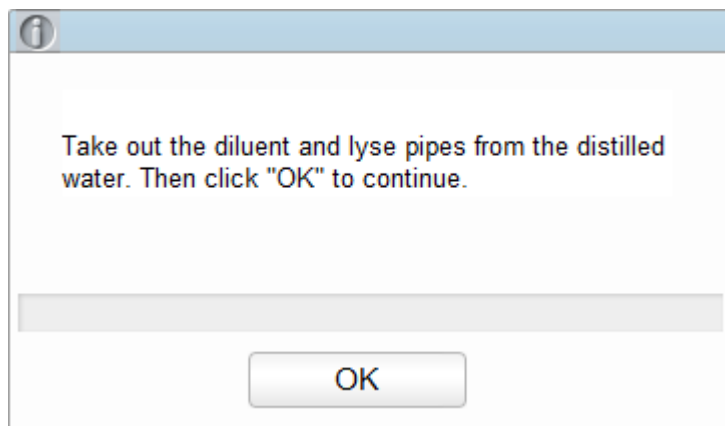 Take out the diluent and lyse pipes from the distilled
water. Then click "OK" to continue.
OK